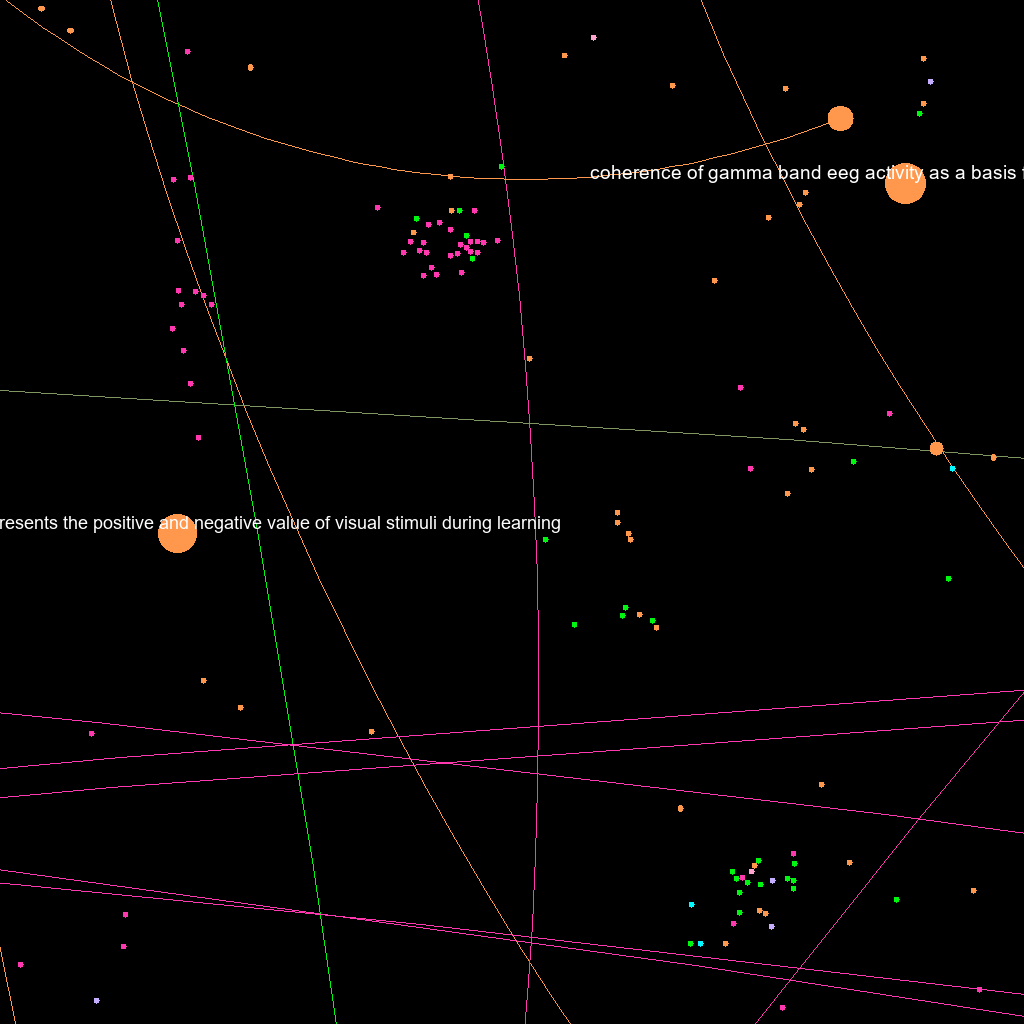 coherence of gamma band eeg activity as a basis
resents the positive and negative value of visual stimuli during learning